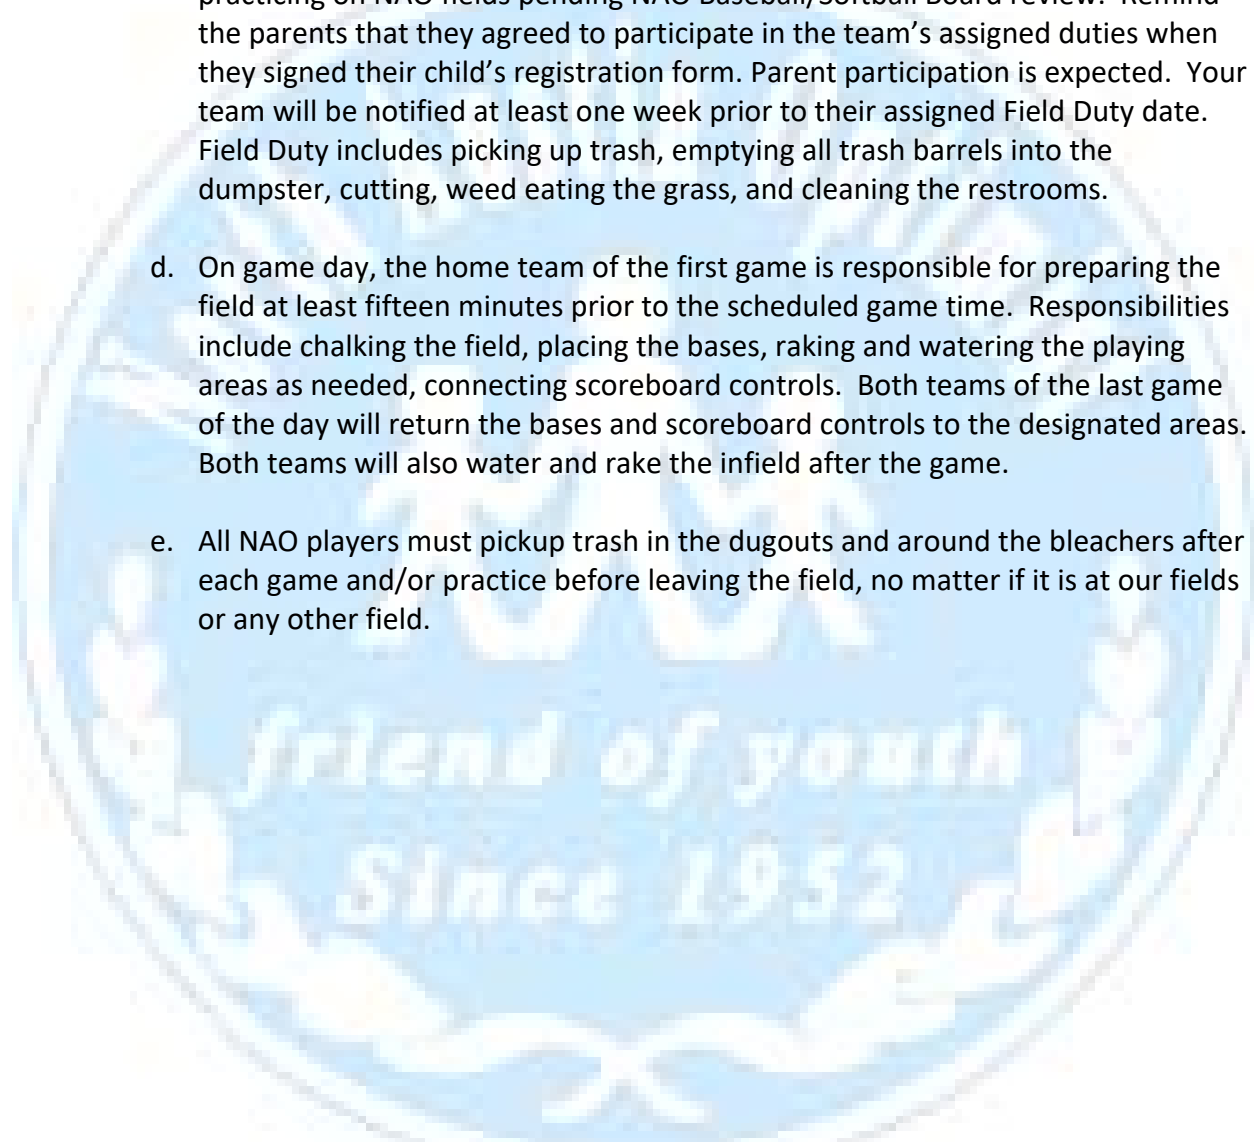 practicing on NAO fields pending NAO Baseball/Softball Board review. Remind
the parents that they agreed to participate in the team’s assigned duties when
they signed their child’s registration form. Parent participation is expected.  Your
team will be notified at least one week prior to their assigned Field Duty date.
Field Duty includes picking up trash, emptying all trash barrels into the
dumpster, cutting, weed eating the grass, and cleaning the restrooms.
d. On game day, the home team of the first game is responsible for preparing the
field at least fifteen minutes prior to the scheduled game time.  Responsibilities
include chalking the field, placing the bases, raking and watering the playing
areas as needed, connecting scoreboard controls.  Both teams of the last game
of the day will return the bases and scoreboard controls to the designated areas.
Both teams will also water and rake the infield after the game.
e. All NAO players must pickup trash in the dugouts and around the bleachers after
each game and/or practice before leaving the field, no matter if it is at our fields
or any other field.
friend of youth
Since 1952